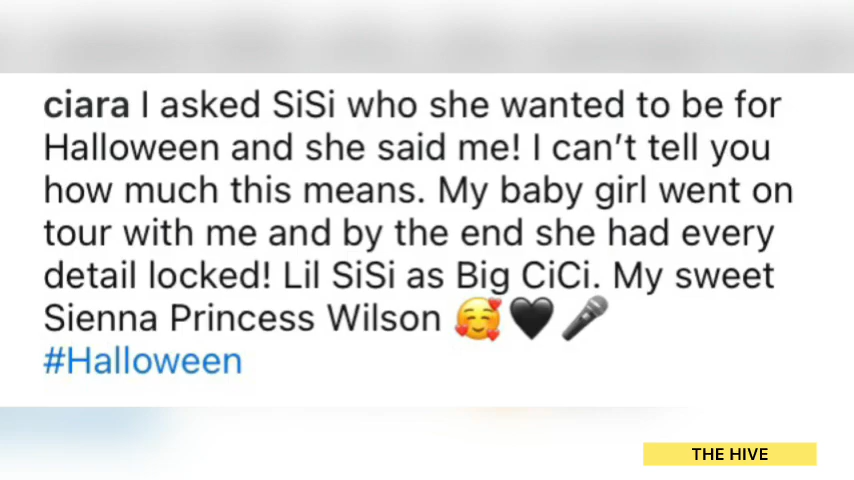 ciara I asked SiSi who she wanted to be for
Halloween and she said me! I can’t tell you
how much this means. My baby girl went on
tour with me and by the end she had every
detail locked! Lil SiSi as Big CiCi. My sweet
Sienna Princess Wilson 🥰🖤🎤
#Halloween
THE HIVE